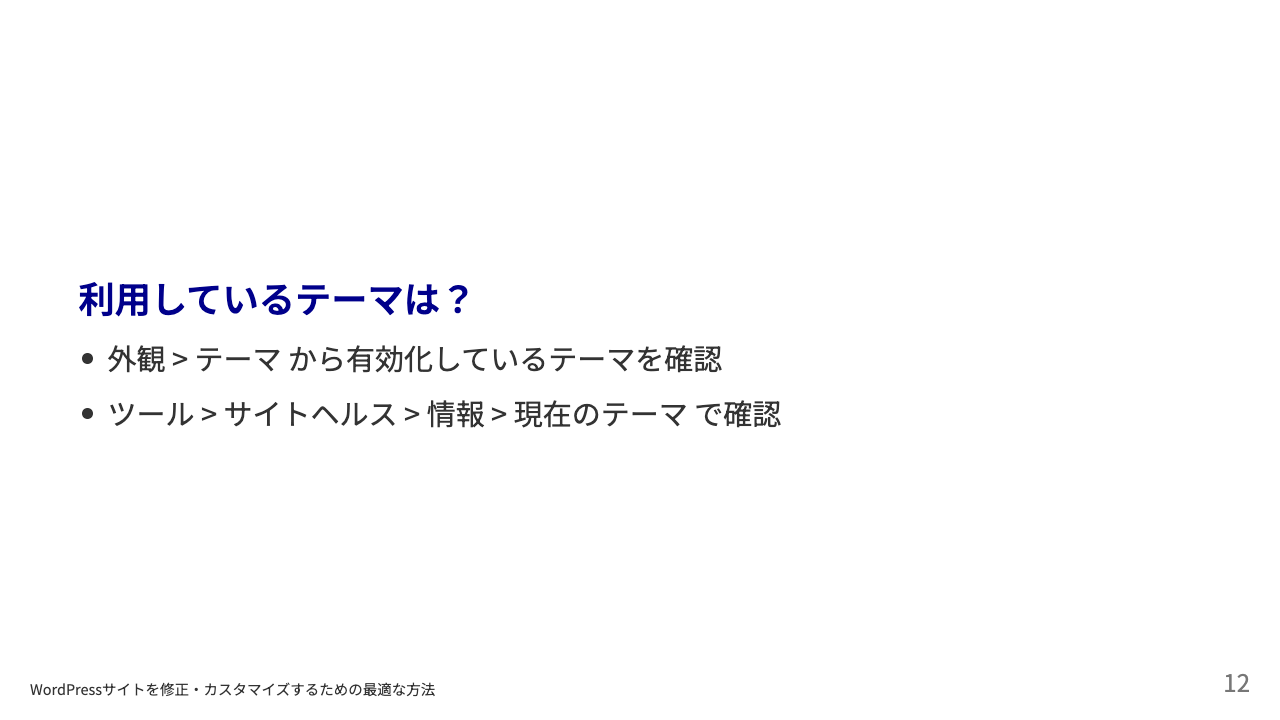 利用しているテーマは？
• 外観 > テーマ から有効化しているテーマを確認
• ツール > サイトヘルス > 情報 > 現在のテーマ で確認
WordPressサイトを修正・カスタマイズするための最適な方法
12